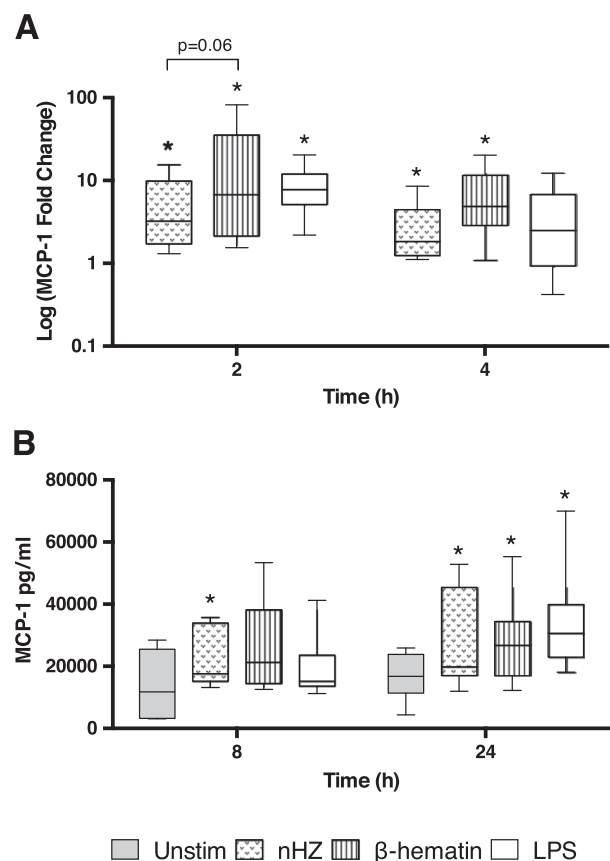 A
p=0.06
*
*
*
*
*
100
10
1
0.1
Log (MCP-1 Fold Change)
2
4
Time (h)
B
80000
60000
40000
20000
0
MCP-1 pg/ml
*
*
*
*
8
24
Time (h)
Unstim nHZ β-hematin LPS